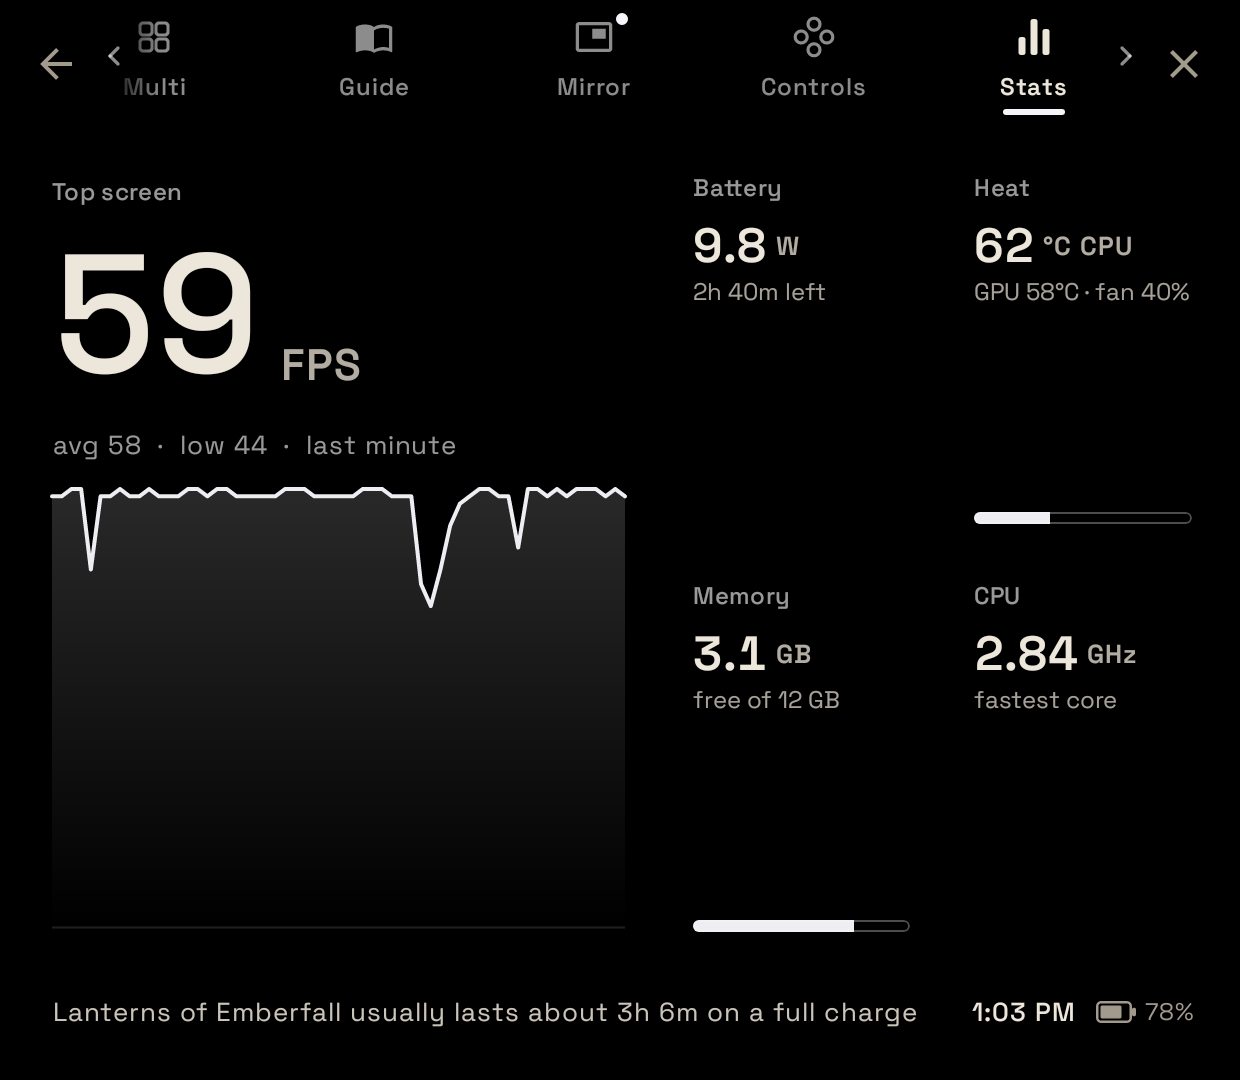 Multi
Guide
Mirror
Controls
Stats
Top screen
59 FPS
avg 58 · low 44 · last minute
Battery
9.8 W
2h 40m left
Heat
62 °C CPU
GPU 58°C · fan 40%
Memory
3.1 GB
free of 12 GB
CPU
2.84 GHz
fastest core
Lanterns of Emberfall usually lasts about 3h 6m on a full charge
1:03 PM
78%